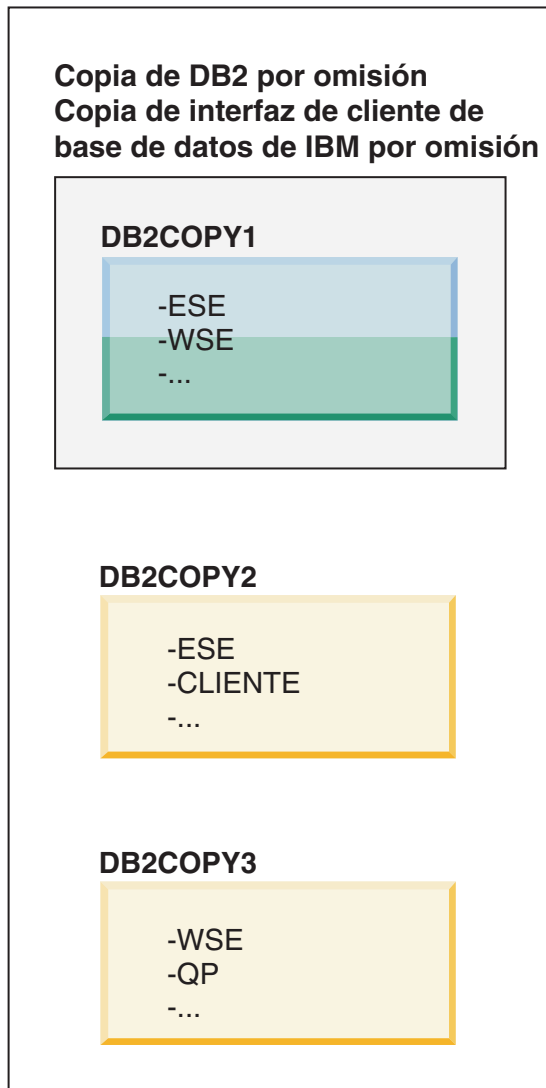 Copia de DB2 por omisión
Copia de interfaz de cliente de
base de datos de IBM por omisión
DB2COPY1
-ESE
-WSE
-...
DB2COPY2
-ESE
-CLIENTE
-...
DB2COPY3
-WSE
-QP
-...